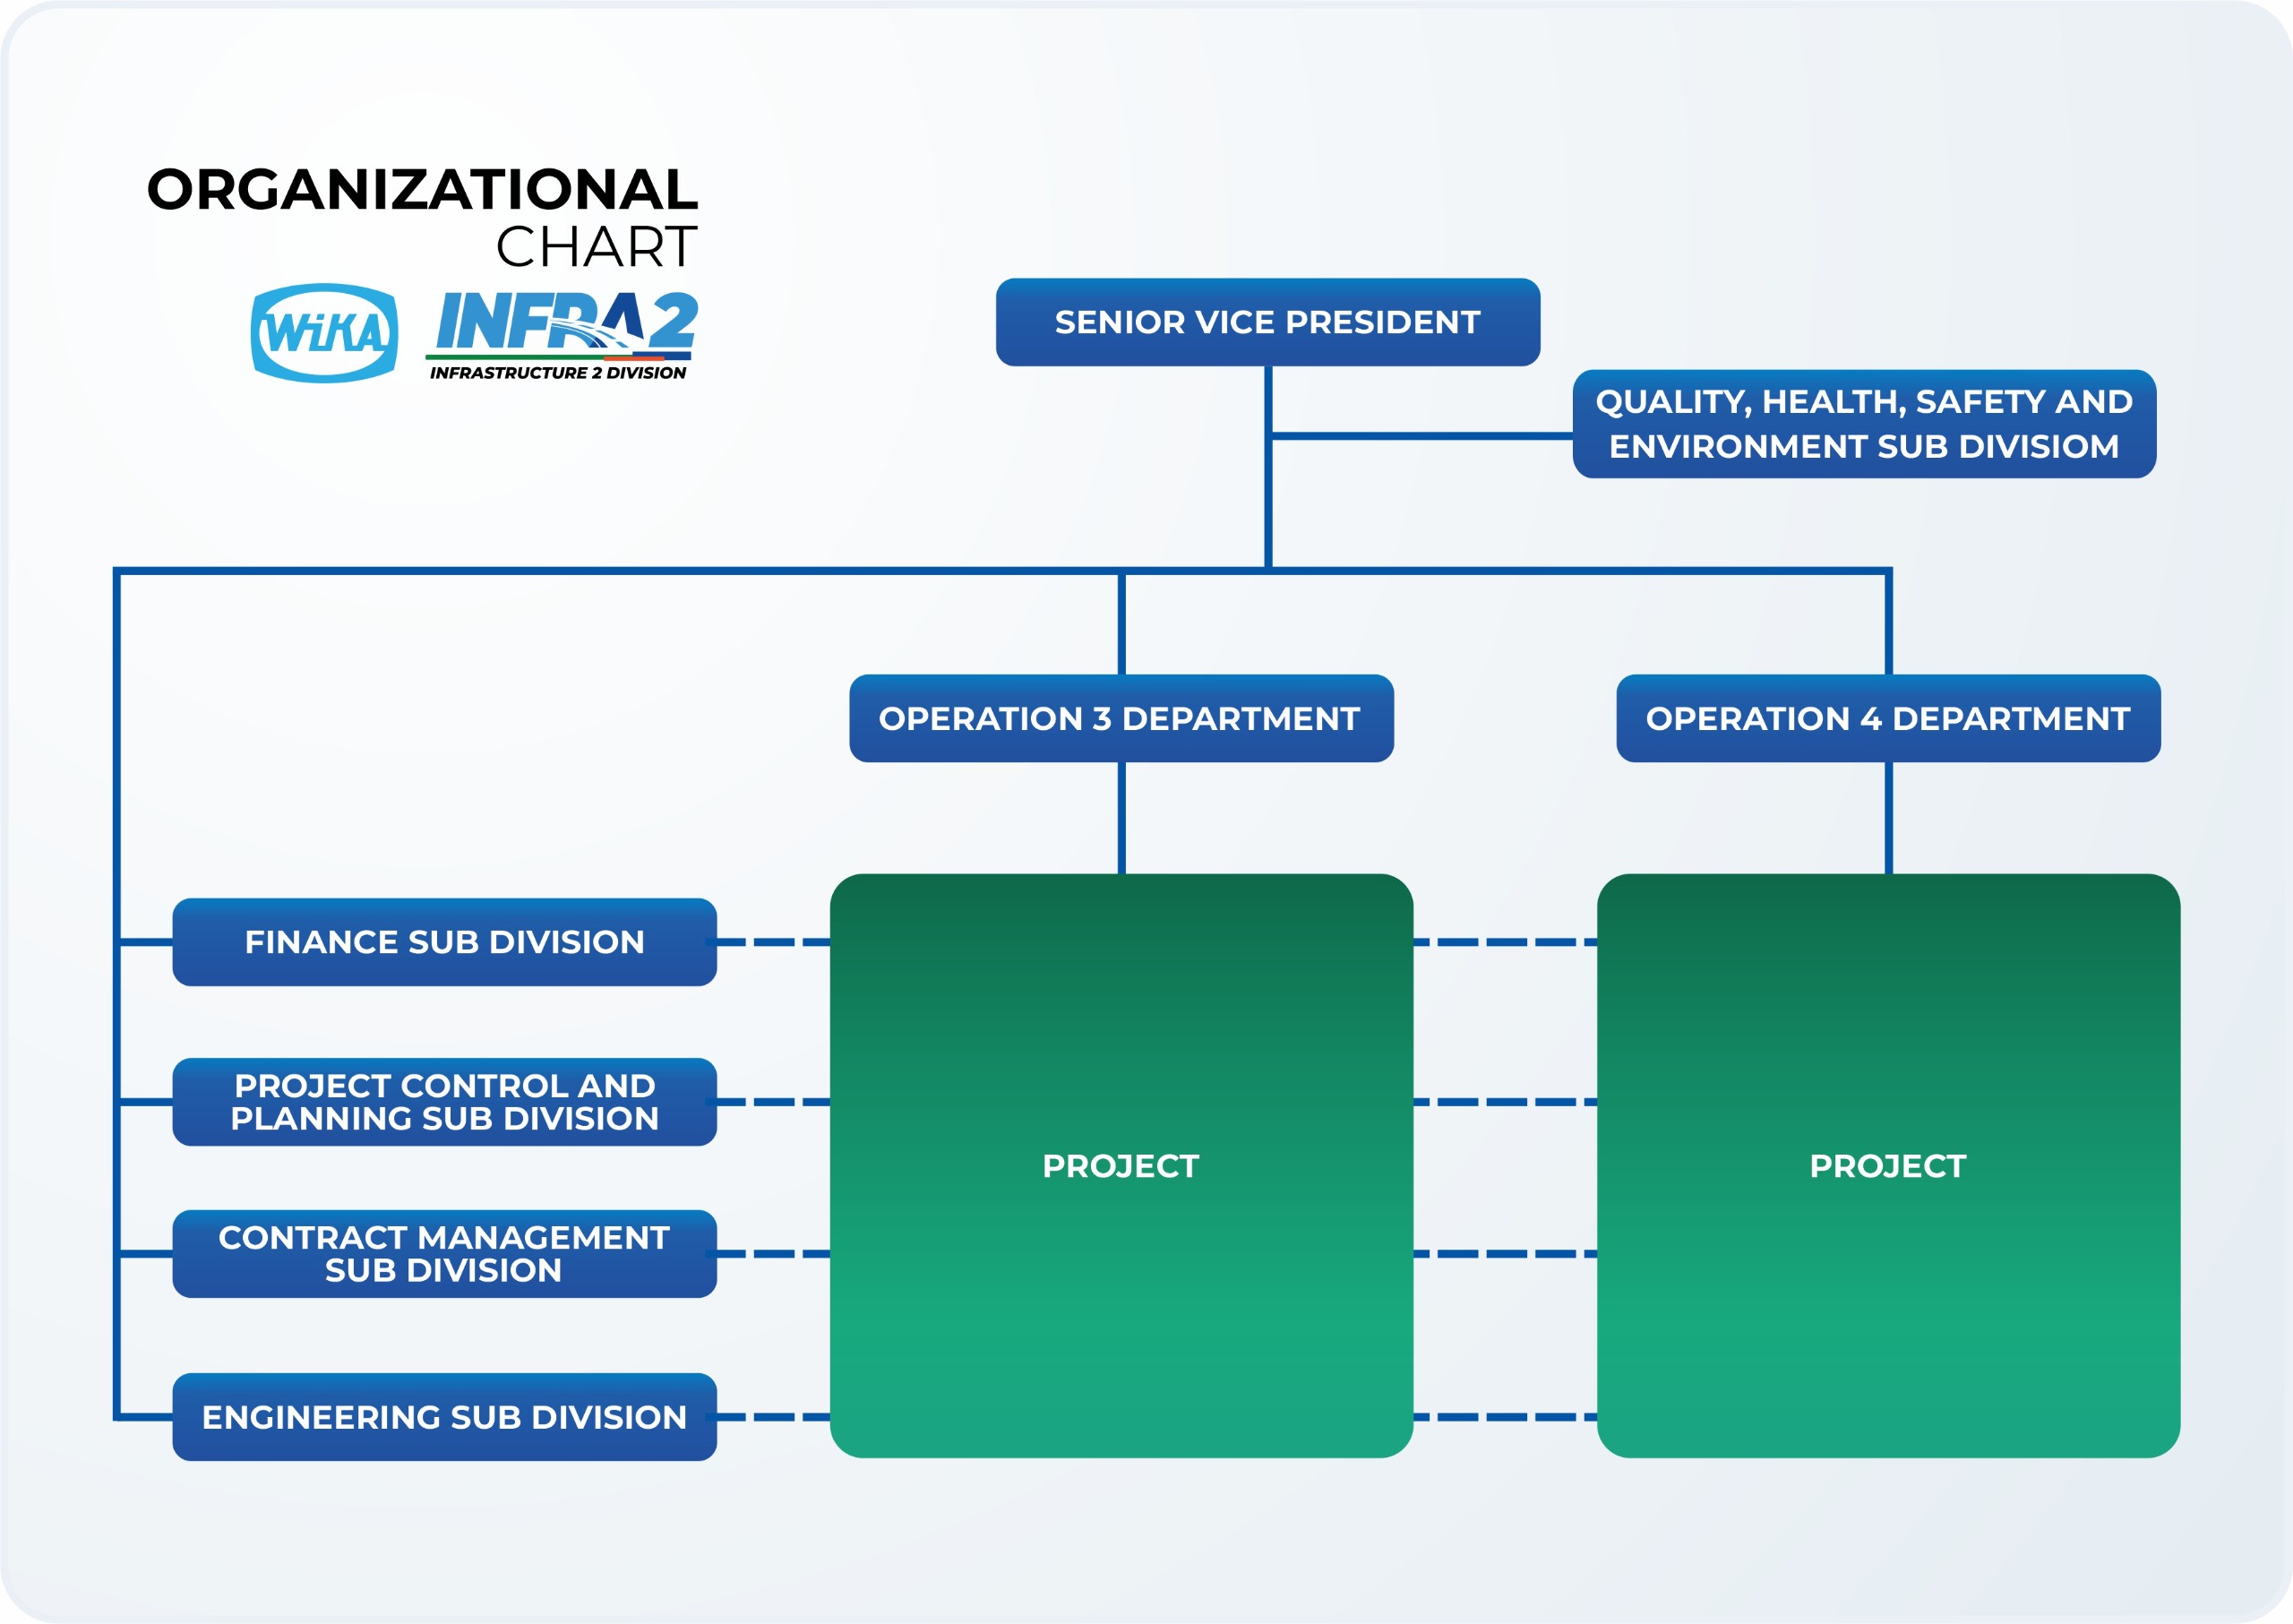 ORGANIZATIONAL
CHART
WiKA
INFRA2
INFRASTRUCTURE 2 DIVISION
SENIOR VICE PRESIDENT
QUALITY, HEALTH, SAFETY AND
ENVIRONMENT SUB DIVISIOM
OPERATION 3 DEPARTMENT
OPERATION 4 DEPARTMENT
FINANCE SUB DIVISION
PROJECT CONTROL AND
PLANNING SUB DIVISION
CONTRACT MANAGEMENT
SUB DIVISION
ENGINEERING SUB DIVISION
PROJECT
PROJECT